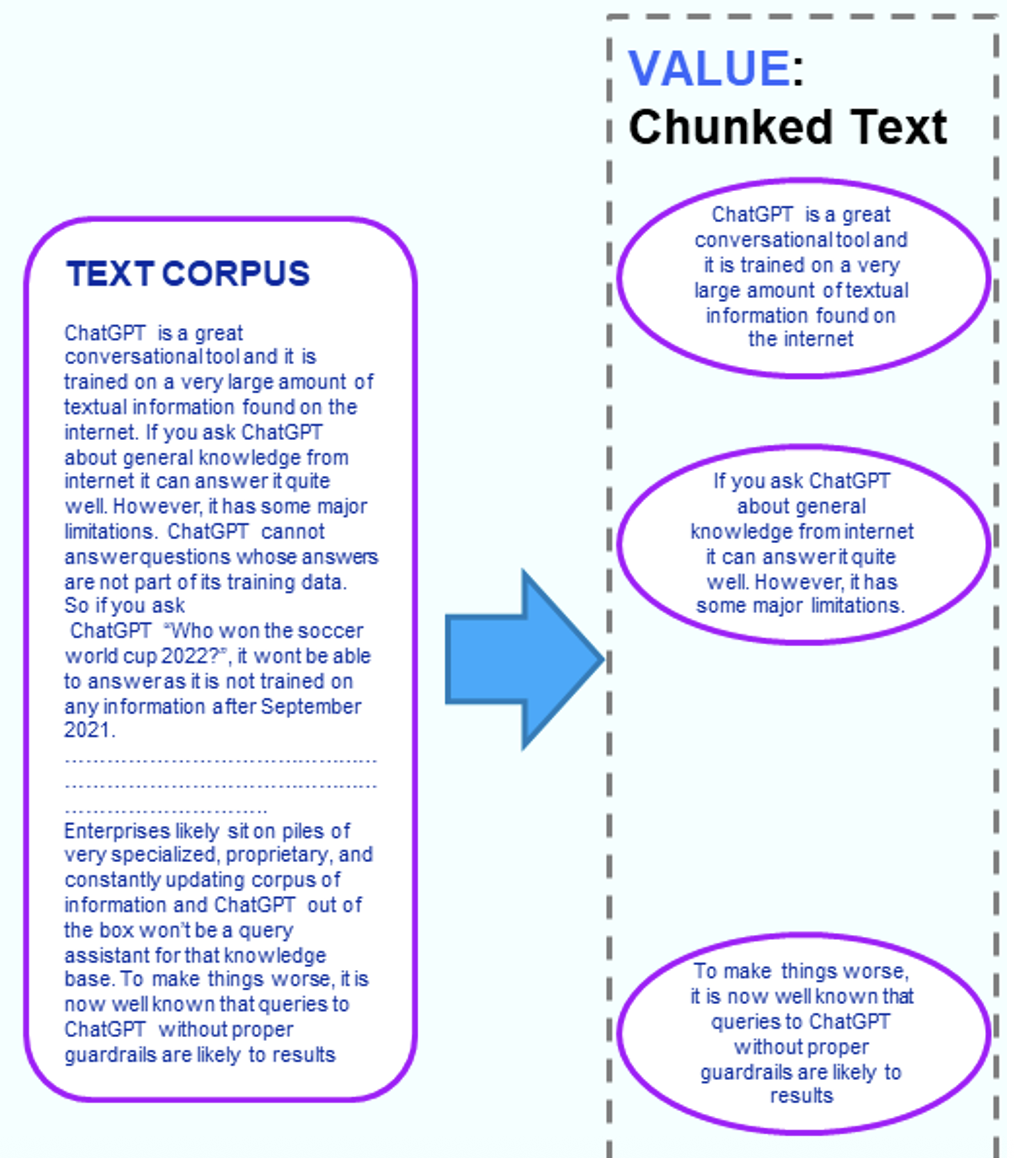 VALUE:
Chunked Text
TEXT CORPUS
ChatGPT is a great
conversational tool and it is
trained on a very large amount of
textual information found on the
internet. If you ask ChatGPT
about general knowledge from
internet it can answer it quite
well. However, it has some major
limitations. ChatGPT cannot
answer questions whose answers
are not part of its training data.
So if you ask
ChatGPT “Who won the soccer
world cup 2022?”, it wont be able
to answer as it is not trained on
any information after September
2021.
……………………………………
……………………………………
………………………..
Enterprises likely sit on piles of
very specialized, proprietary, and
constantly updating corpus of
information and ChatGPT out of
the box won’t be a query
assistant for that knowledge
base. To make things worse, it is
now well known that queries to
ChatGPT without proper
guardrails are likely to results
ChatGPT is a great
conversational tool and
it is trained on a very
large amount of textual
information found on
the internet
If you ask ChatGPT
about general
knowledge from internet
it can answer it quite
well. However, it has
some major limitations.
To make things worse,
it is now well known that
queries to ChatGPT
without proper
guardrails are likely to
results